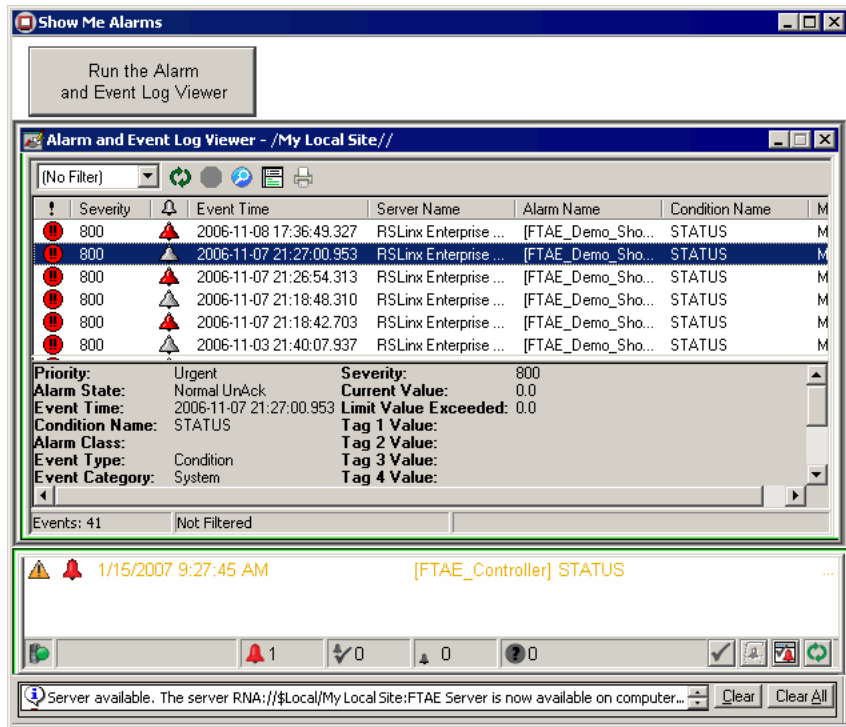 Show Me Alarms
Run the Alarm
and Event Log Viewer
Alarm and Event Log Viewer - /My Local Site//
(No Filter)
! Severity Event Time Server Name Alarm Name Condition Name M
800 2006-11-08 17:36:49.327 RSLinx Enterprise ... [FTAE_Demo_Sho... STATUS M
800 2006-11-07 21:27:00.953 RSLinx Enterprise ... [FTAE_Demo_Sho... STATUS M
800 2006-11-07 21:26:54.313 RSLinx Enterprise ... [FTAE_Demo_Sho... STATUS M
800 2006-11-07 21:18:48.310 RSLinx Enterprise ... [FTAE_Demo_Sho... STATUS M
800 2006-11-07 21:18:42.703 RSLinx Enterprise ... [FTAE_Demo_Sho... STATUS M
800 2006-11-03 21:40:07.937 RSLinx Enterprise ... [FTAE_Demo_Sho... STATUS M
Priority: Urgent Severity: 800
Alarm State: Normal UnAck Current Value: 0.0
Event Time: 2006-11-07 21:27:00.953 Limit Value Exceeded: 0.0
Condition Name: STATUS Tag 1 Value:
Alarm Class: Tag 2 Value:
Event Type: Condition Tag 3 Value:
Event Category: System Tag 4 Value:
Events: 41 Not Filtered
1/15/2007 9:27:45 AM [FTAE_Controller] STATUS ...
1 0 0 0
Server available. The server RNA://$Local/My Local Site:FTAE Server is now available on computer... Clear Clear All